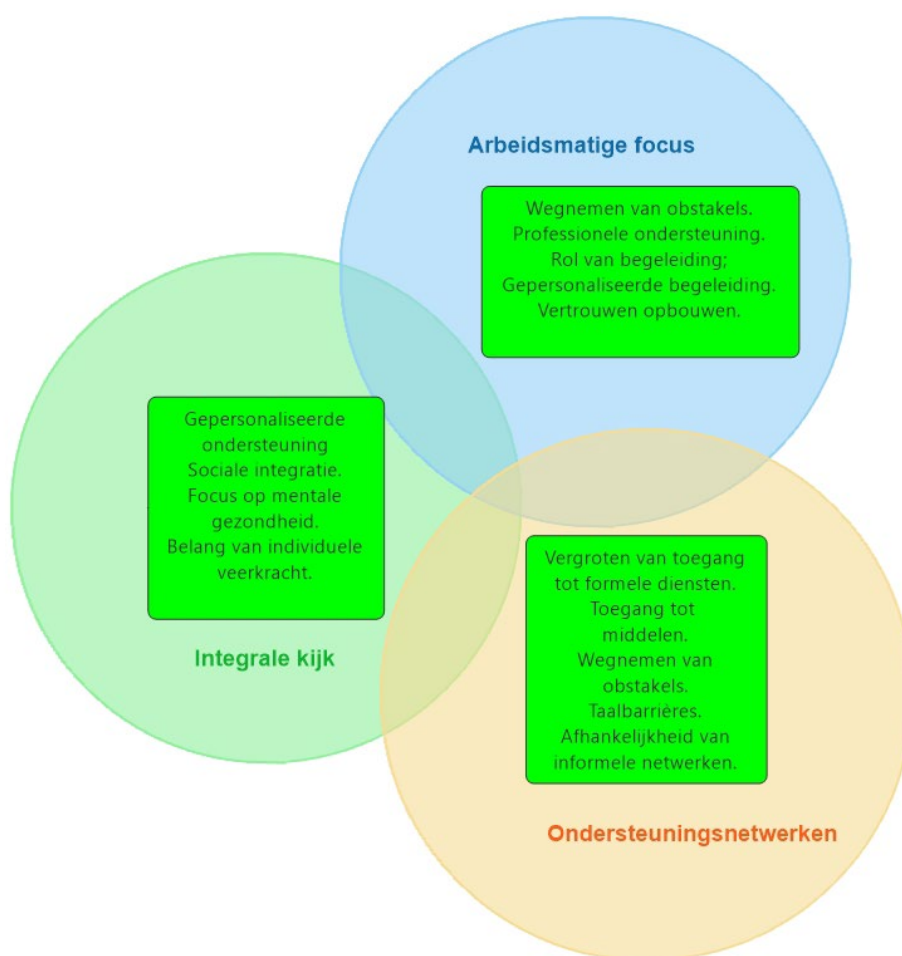 Arbeidsmatige focus
Wegnemen van obstakels.
Professionele ondersteuning.
Rol van begeleiding;
Gepersonaliseerde begeleiding.
Vertrouwen opbouwen.
Gepersonaliseerde
ondersteuning
Sociale integratie.
Focus op mentale
gezondheid.
Belang van individuele
veerkracht.
Integrale kijk
Vergroten van toegang
tot formele diensten.
Toegang tot
middelen.
Wegnemen van
obstakels.
Taalbarrières.
Afhankelijkheid van
informele netwerken.
Ondersteuningsnetwerken